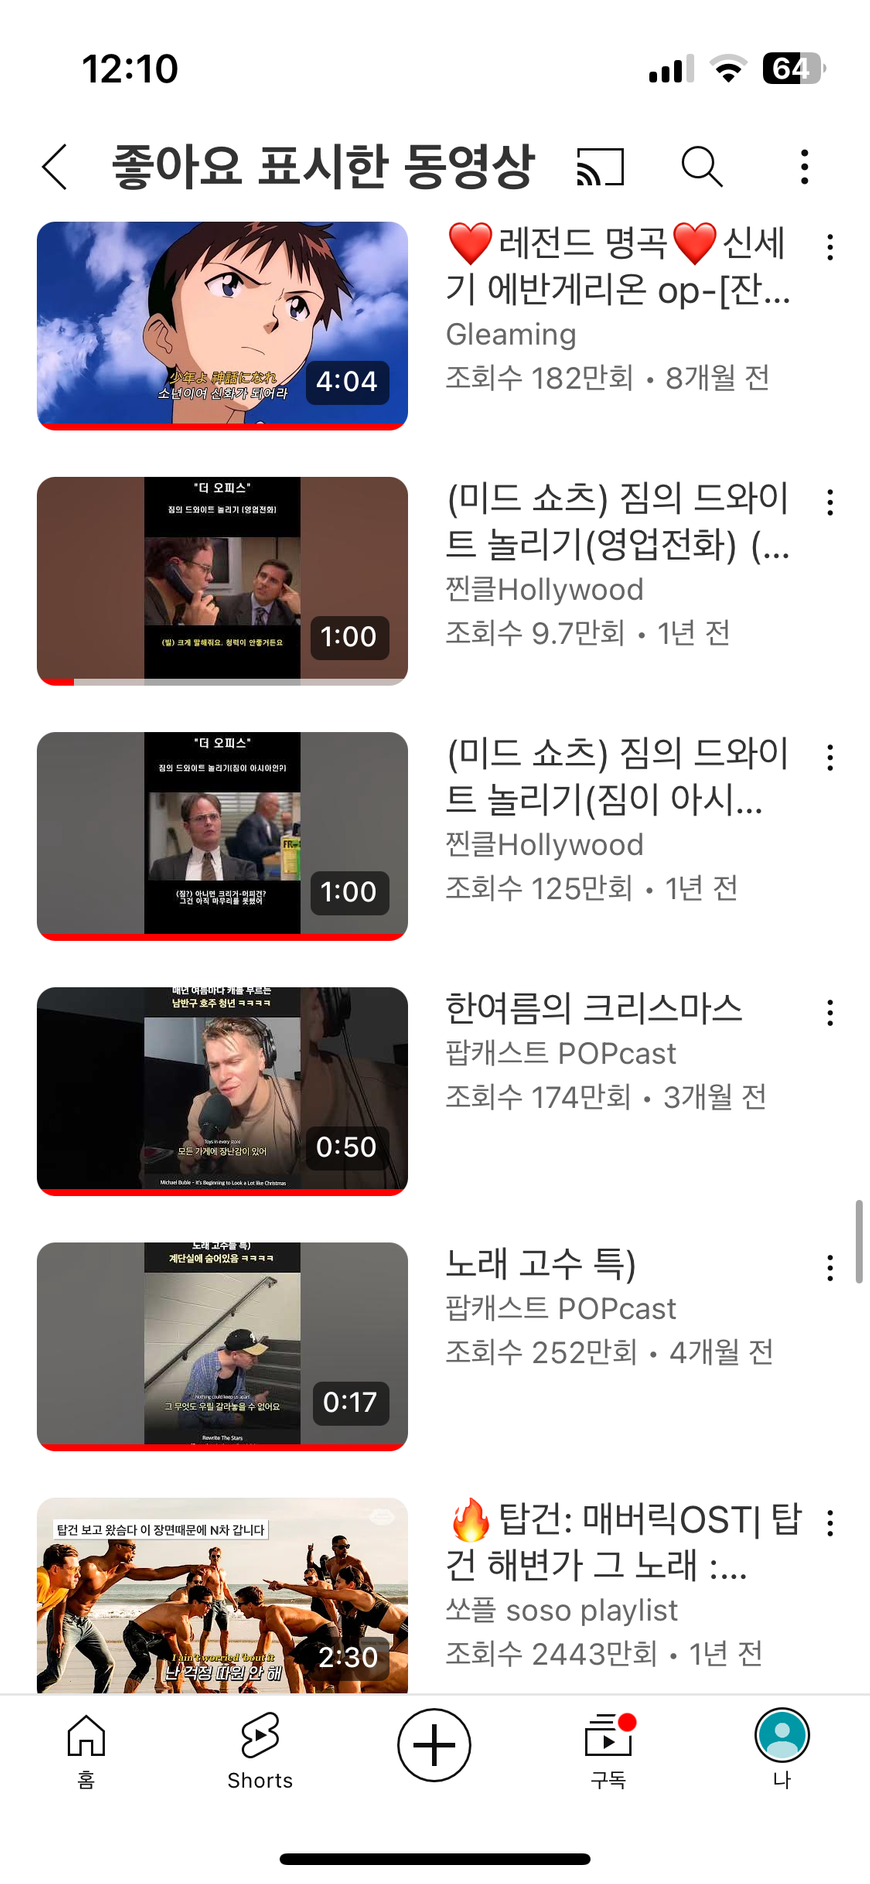 12:10
64
좋아요 표시한 동영상
少年よ 神話になれ
소년이여 신화가 되어라
4:04
❤️레전드 명곡❤️신세
기 에반게리온 op-[잔...
Gleaming
조회수 182만회 • 8개월 전
"더 오피스"
짐의 드와이트 놀리기 (영업전화)
(빌) 크게 말해줘요. 청력이 안좋거든요
1:00
(미드 쇼츠) 짐의 드와이
트 놀리기(영업전화) (...
찐클Hollywood
조회수 9.7만회 • 1년 전
"더 오피스"
짐의 드와이트 놀리기(짐이 아시아인?)
(짐?) 아니면 크리거-머피건?
그건 아직 마무리를 못했어
1:00
(미드 쇼츠) 짐의 드와이
트 놀리기(짐이 아시...
찐클Hollywood
조회수 125만회 • 1년 전
매년 여름마다 캐롤 부르는
남반구 호주 청년 ㅋㅋㅋㅋ
Toys in every store
모든 가게에 장난감이 있어
Michael Buble - It's Beginning to Look a Lot like Christmas
0:50
한여름의 크리스마스
팝캐스트 POPcast
조회수 174만회 • 3개월 전
노래 고수들 특)
계단실에 숨어있음 ㅋㅋㅋㅋ
Nothing could keep us apart
그 무엇도 우릴 갈라놓을 수 없어요
Rewrite The Stars
0:17
노래 고수 특)
팝캐스트 POPcast
조회수 252만회 • 4개월 전
탑건 보고 왔슴다 이 장면때문에 N차 갑니다
I ain't worried 'bout it
난 걱정 따윈 안 해
2:30
🔥탑건: 매버릭OST| 탑
건 해변가 그 노래 :...
쏘플 soso playlist
조회수 2443만회 • 1년 전
홈
Shorts
구독
나